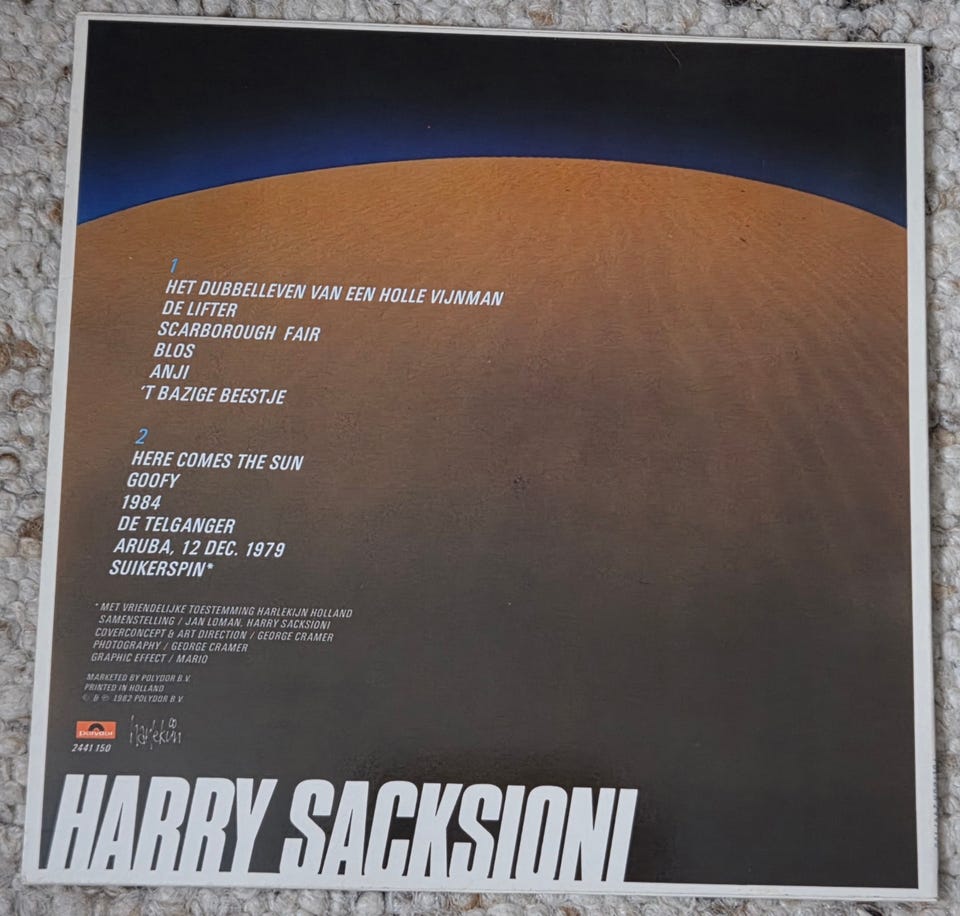 1
HET DUBBELLEVEN VAN EEN HOLLE VIJNMAN
DE LIFTER
SCARBOROUGH FAIR
BLOS
ANJI
'T BAZIGE BEESTJE
2
HERE COMES THE SUN
GOOFY
1984
DE TELGANGER
ARUBA, 12 DEC. 1979
SUIKERSPIN*
* MET VRIENDELIJKE TOESTEMMING HARLEKIJN HOLLAND
SAMENSTELLING / JAN LOMAN, HARRY SACKSIONI
COVERCONCEPT & ART DIRECTION / GEORGE CRAMER
PHOTOGRAPHY / GEORGE CRAMER
GRAPHIC EFFECT / MARIO
MARKETED BY POLYDOR B.V.
PRINTED IN HOLLAND
© & ℗ 1982 POLYDOR B.V.
polydor harlekijn
2441 150
HARRY SACKSIONI